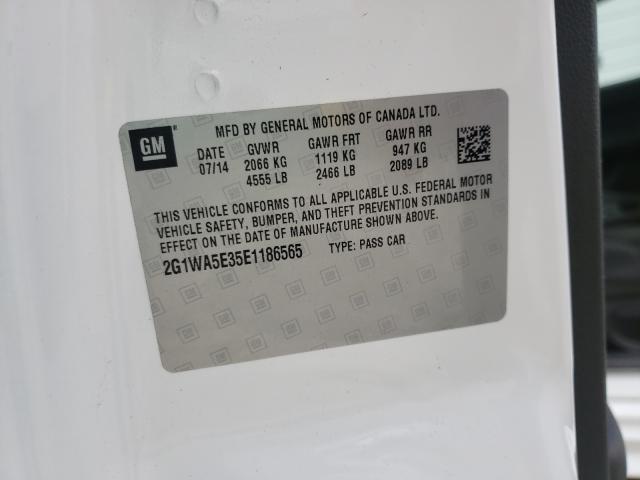 GM
MFD BY GENERAL MOTORS OF CANADA LTD.
DATE GVWR GAWR FRT GAWR RR
07/14 2066 KG 1119 KG 947 KG
4555 LB 2466 LB 2089 LB
THIS VEHICLE CONFORMS TO ALL APPLICABLE U.S. FEDERAL MOTOR
VEHICLE SAFETY, BUMPER, AND THEFT PREVENTION STANDARDS IN
EFFECT ON THE DATE OF MANUFACTURE SHOWN ABOVE.
2G1WA5E35E1186565 TYPE: PASS CAR